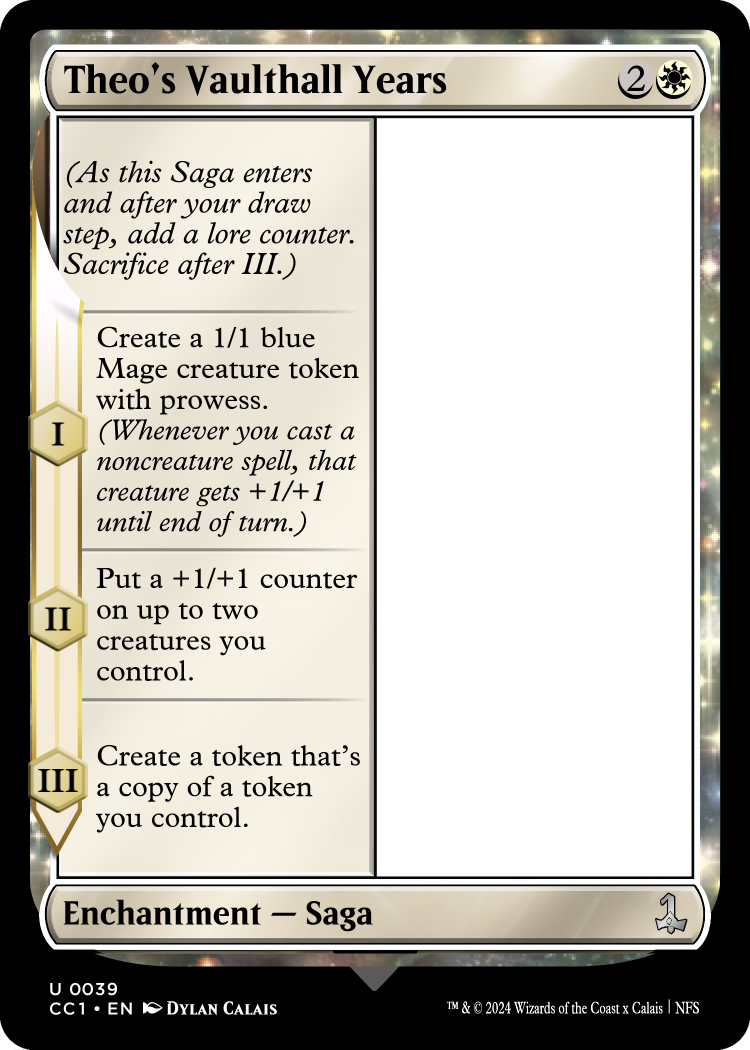 Theo's Vaulthall Years 2
(As this Saga enters
and after your draw
step, add a lore counter.
Sacrifice after III.)
Create a 1/1 blue
Mage creature token
with prowess.
I
(Whenever you cast a
noncreature spell, that
creature gets +1/+1
until end of turn.)
Put a +1/+1 counter
II
on up to two
creatures you
control.
Create a token that's
III
a copy of a token
you control.
Enchantment — Saga 1
U 0039
CC1 • EN DYLAN CALAIS
™ & © 2024 Wizards of the Coast x Calais | NFS